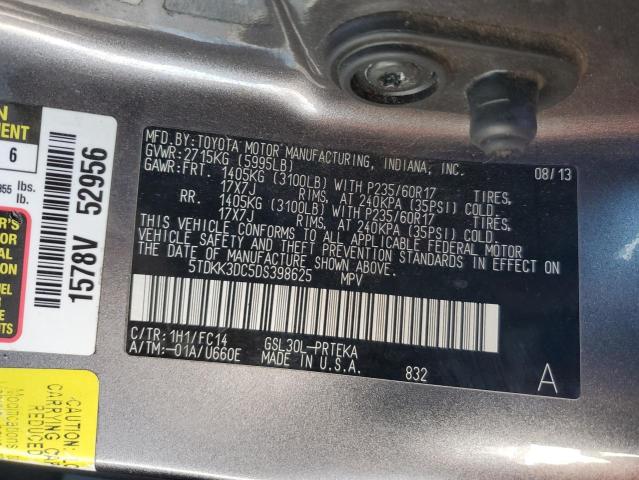 MFD.BY:TOYOTA MOTOR MANUFACTURING, INDIANA, INC. 08/13
GVWR:2715KG (5995LB)
GAWR:FRT. 1405KG (3100LB) WITH P235/60R17 TIRES,
17X7J RIMS, AT 240KPA (35PSI) COLD
RR. 1405KG (3100LB) WITH P235/60R17 TIRES,
17X7J RIMS, AT 240KPA (35PSI) COLD
THIS VEHICLE CONFORMS TO ALL APPLICABLE FEDERAL MOTOR
VEHICLE SAFETY AND THEFT PREVENTION STANDARDS IN EFFECT ON
THE DATE OF MANUFACTURE SHOWN ABOVE.
5TDKK3DC5DS398625 MPV
C/TR:1H1/FC14 GSL30L-PRTEKA
A/TM:-01A/U660E MADE IN U.S.A. 832 A
6
lbs.
lb.
1578V 52956
CAUTION:
CARRYING
REDUCED